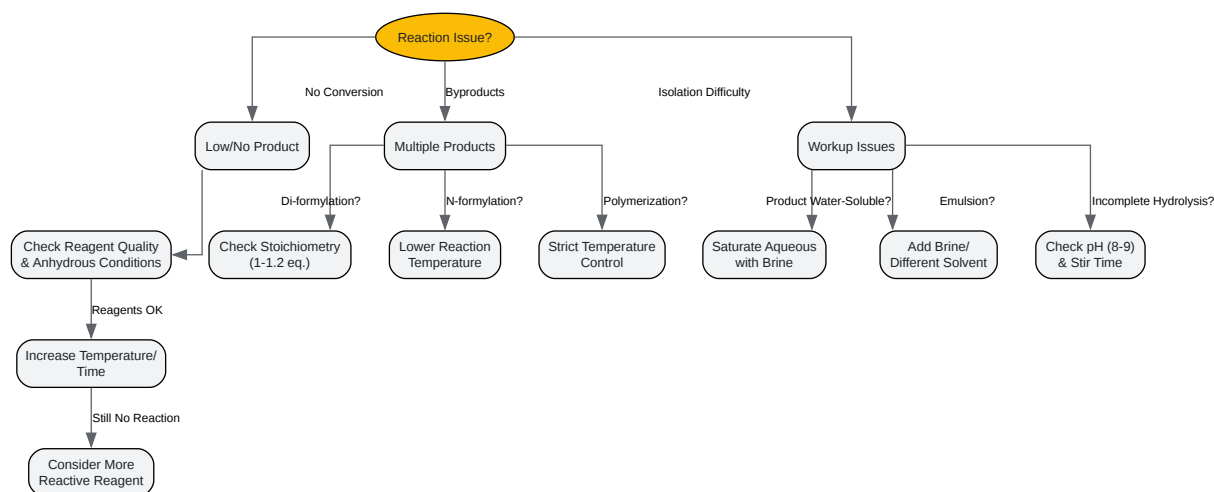 Reaction Issue?
No Conversion
Byproducts
Isolation Difficulty
Low/No Product
Multiple Products
Workup Issues
Di-formylation?
N-formylation?
Polymerization?
Product Water-Soluble?
Emulsion?
Incomplete Hydrolysis?
Check Reagent Quality
& Anhydrous Conditions
Check Stoichiometry
(1-1.2 eq.)
Lower Reaction
Temperature
Strict Temperature
Control
Saturate Aqueous
with Brine
Add Brine/
Different Solvent
Check pH (8-9)
& Stir Time
Reagents OK
Increase Temperature/
Time
Still No Reaction
Consider More
Reactive Reagent